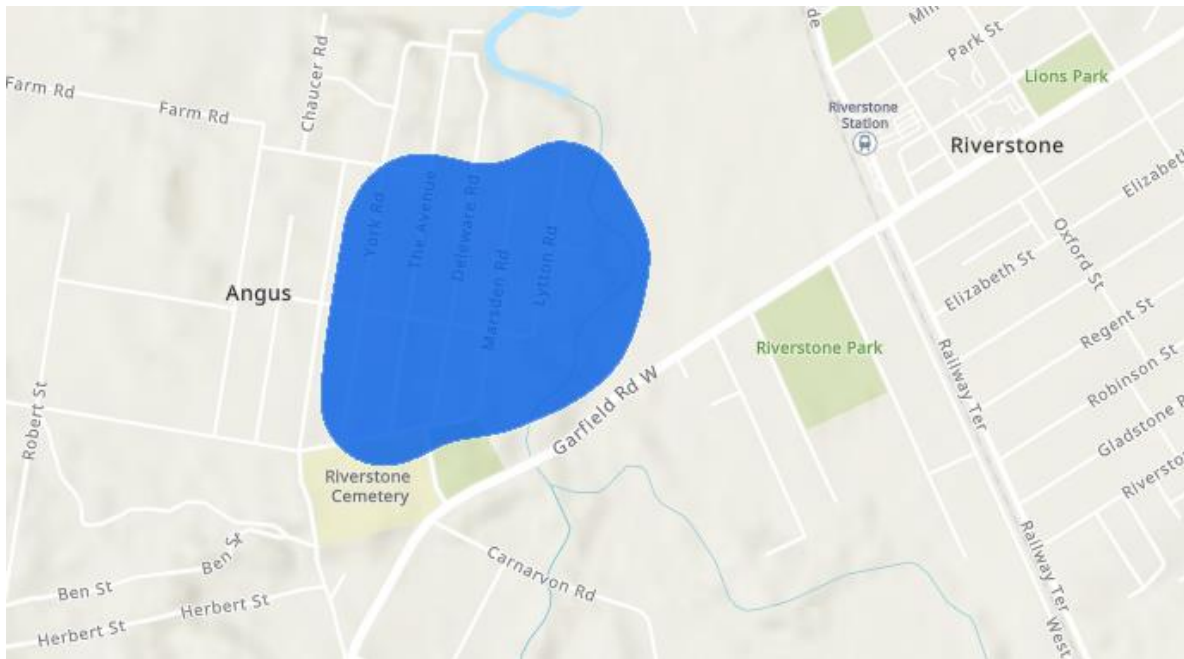 de
Mil
Park St
Lions Park
Chaucer Rd
Farm Rd
Farm Rd
Riverstone
Station
Riverstone
Elizabeth
York Rd
The Avenue
Deleware Rd
Lytton Rd
Marsden Rd
Oxford St
Elizabeth St
Angus
Regent St
Riverstone Park
Railway Ter
Robinson St
Robert St
Garfield Rd W
Gladstone P
Riverston
Riverstone
Cemetery
Ben St
Ben St
Carnarvon Rd
Railway Ter
West
Herbert St
Herbert St